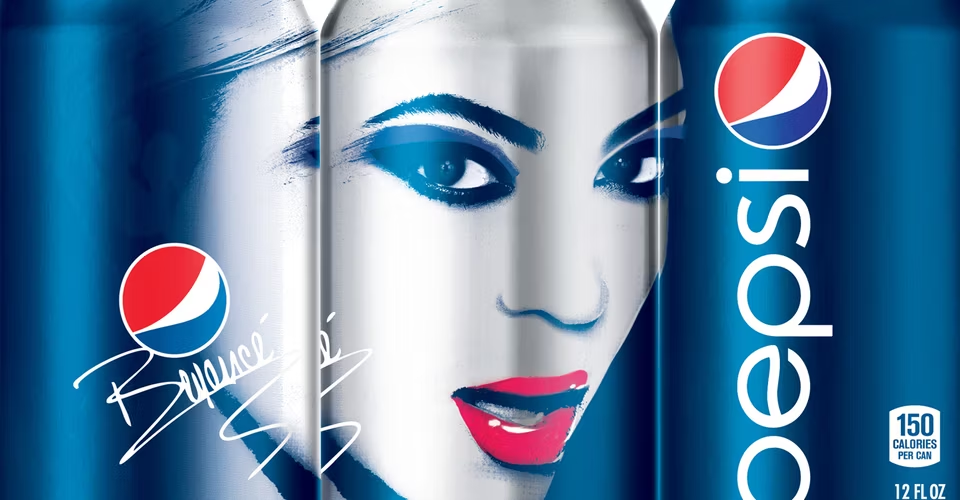 Beyoncé
pepsi
150
CALORIES
PER CAN
12 FL OZ